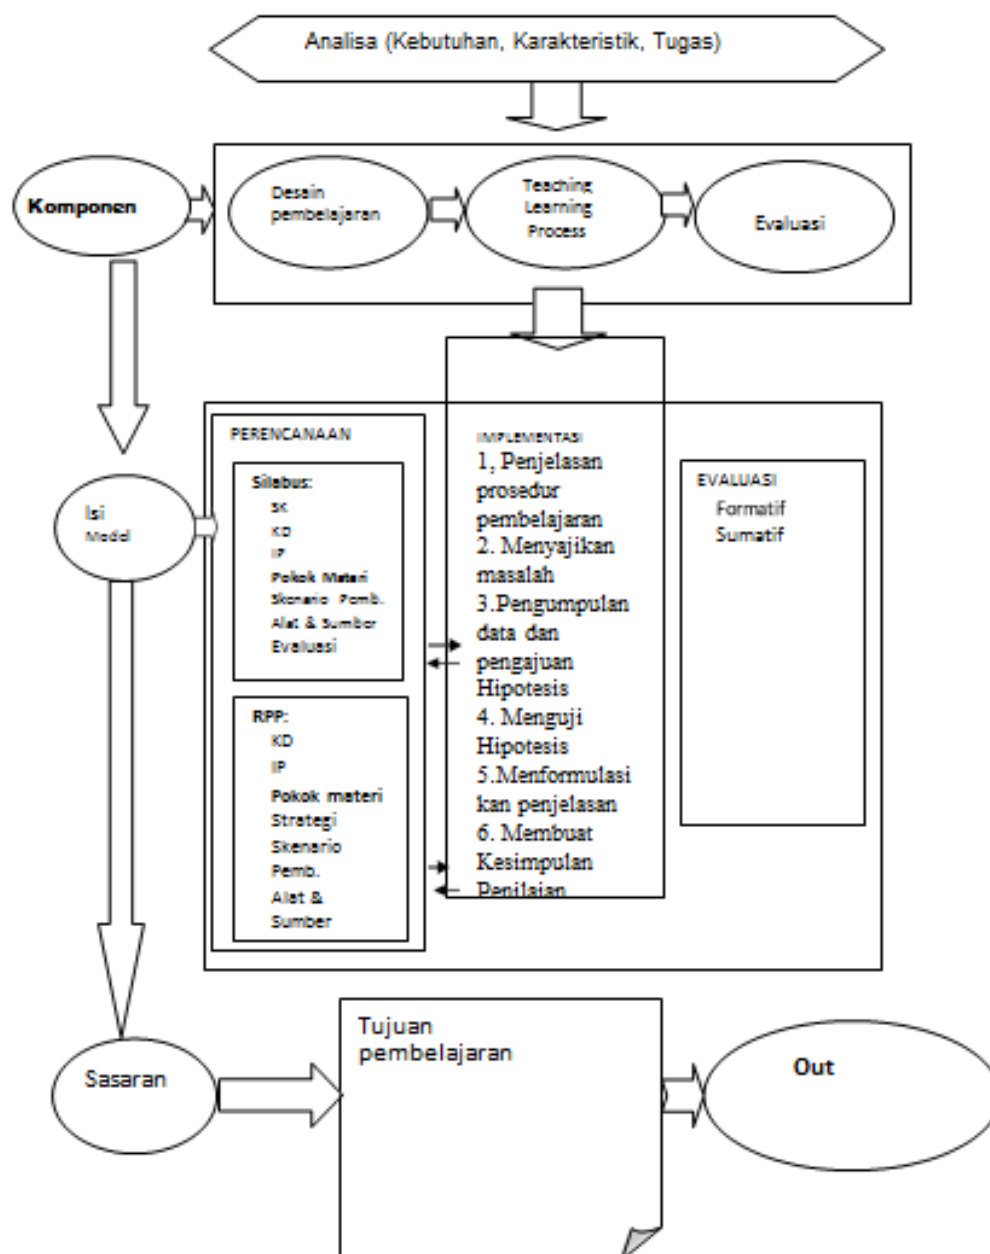 Analisa (Kebutuhan, Karakteristik, Tugas)
Komponen
Desain
pembelajaran
Teaching
Learning
Process
Evaluasi
Isi
Model
PERENCANAAN
Silabus:
SK
KD
IP
Pokok Materi
Skenario Pemb.
Alat & Sumber
Evaluasi
RPP:
KD
IP
Pokok materi
Strategi
Skenario
Pemb.
Alat &
Sumber
IMPLEMENTASI
1, Penjelasan
prosedur
pembelajaran
2. Menyajikan
masalah
3.Pengumpulan
data dan
pengajuan
Hipotesis
4. Menguji
Hipotesis
5.Menformulasi
kan penjelasan
6. Membuat
Kesimpulan
Penilaian
EVALUASI
Formatif
Sumatif
Sasaran
Tujuan
pembelajaran
Out